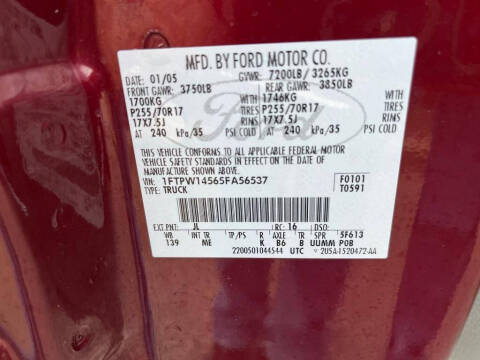 MFD. BY FORD MOTOR CO.
DATE: 01/05 GVWR: 7200LB / 3265KG
FRONT GAWR: 3750LB REAR GAWR: 3850LB
1700KG WITH 1746KG WITH
P255/70R17 TIRES P255/70R17 TIRES
17X7.5J RIMS 17X7.5J RIMS
AT 240 kPa/35 PSI COLD AT 240 kPa/35 PSI COLD
THIS VEHICLE CONFORMS TO ALL APPLICABLE FEDERAL MOTOR
VEHICLE SAFETY STANDARDS IN EFFECT ON THE DATE OF
MANUFACTURE SHOWN ABOVE.
VIN: 1FTPW14565FA56537 F0101
TYPE: TRUCK T0591
Ford
EXT PNT: JL RC: 16 DSO:
WB INT TR TP/PS R AXLE TR SPR 5F613
139 ME K B6 B UUMM POB
2200501044544 UTC 2U5A-1520472-AA